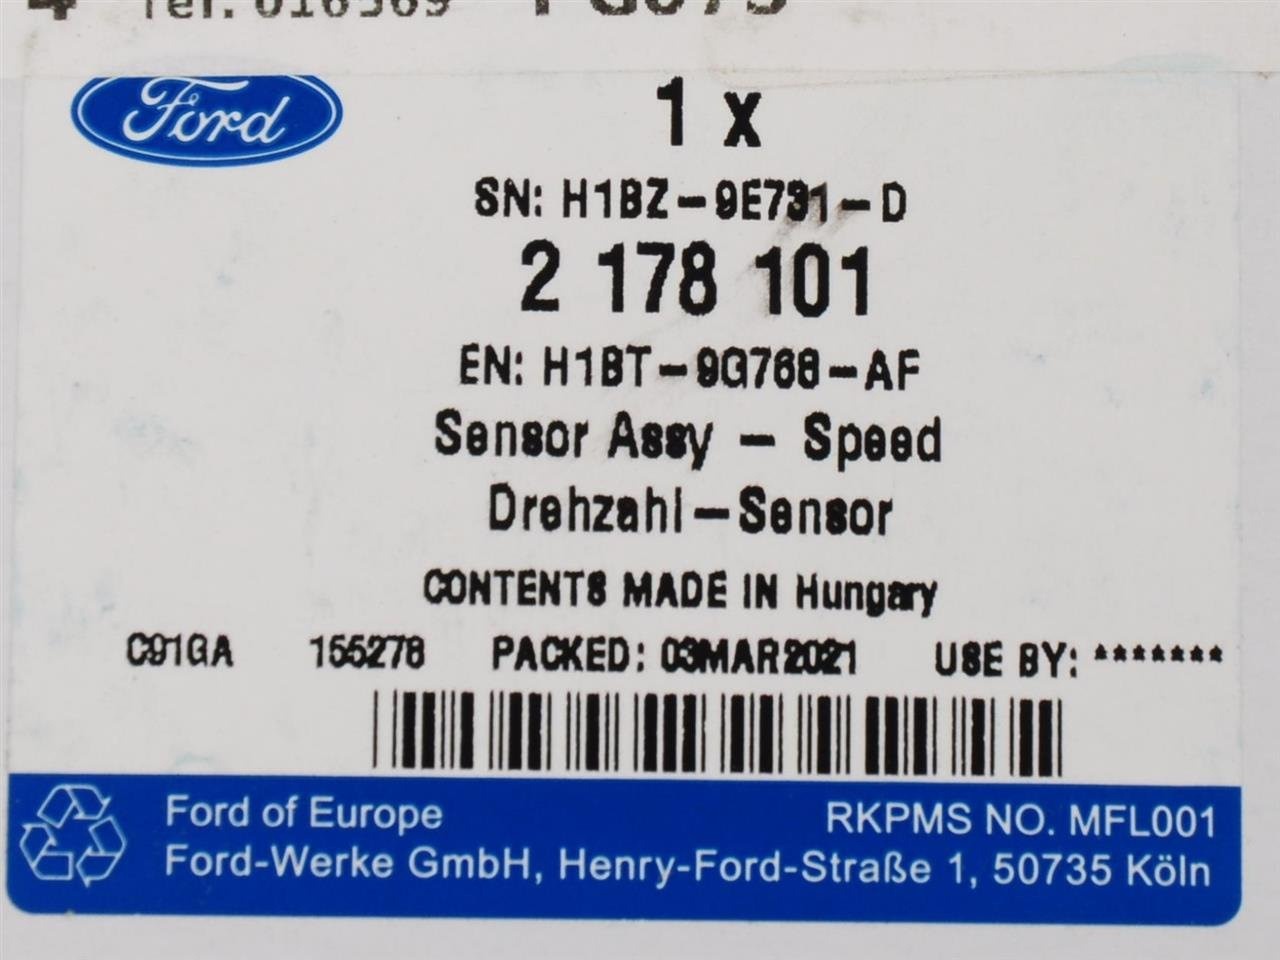 Ford
1 x
SN: H1BZ-9E731-D
2 178 101
EN: H1BT-9G768-AF
Sensor Assy - Speed
Drehzahl-Sensor
CONTENTS MADE IN Hungary
C91GA 155278 PACKED: 03MAR2021 USE BY: *******
Ford of Europe RKPMS NO. MFL001
Ford-Werke GmbH, Henry-Ford-Straße 1, 50735 Köln